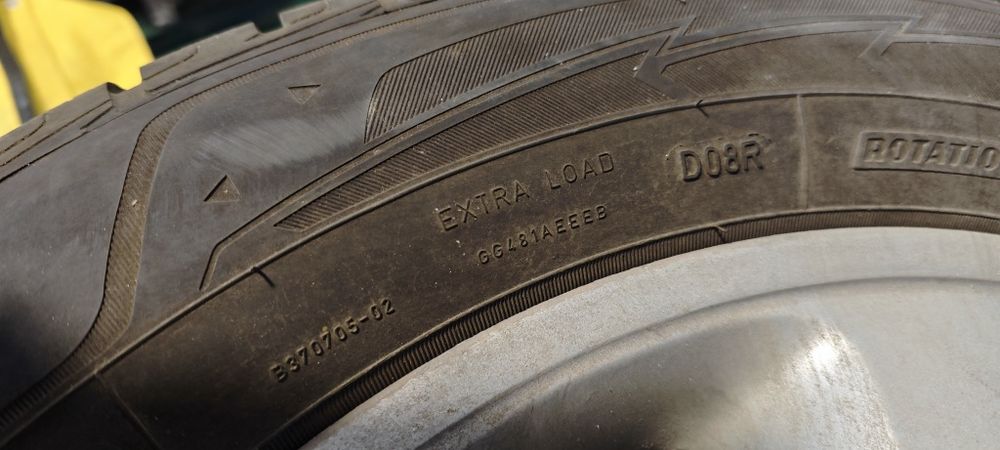 EXTRA LOAD
D08R
ROTATIO
GG481AEEEB
B370705-02